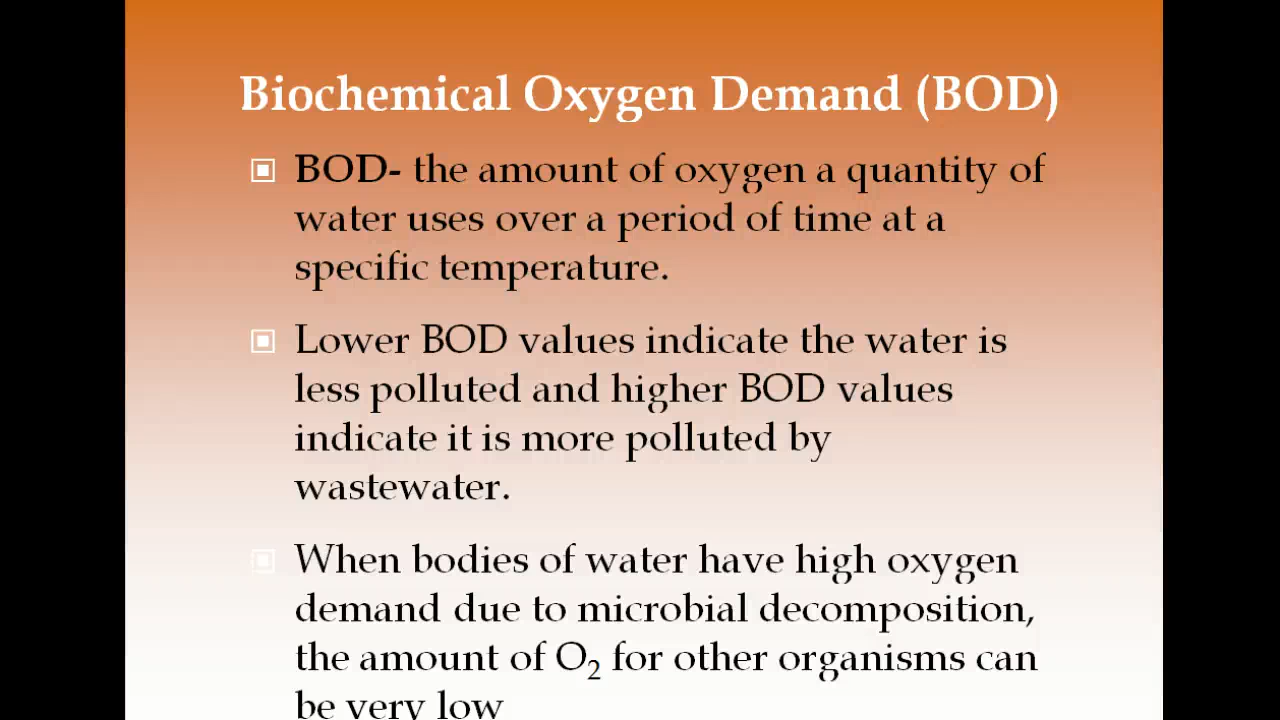 Biochemical Oxygen Demand (BOD)
BOD- the amount of oxygen a quantity of
water uses over a period of time at a
specific temperature.
Lower BOD values indicate the water is
less polluted and higher BOD values
indicate it is more polluted by
wastewater.
When bodies of water have high oxygen
demand due to microbial decomposition,
the amount of O₂ for other organisms can
be very low